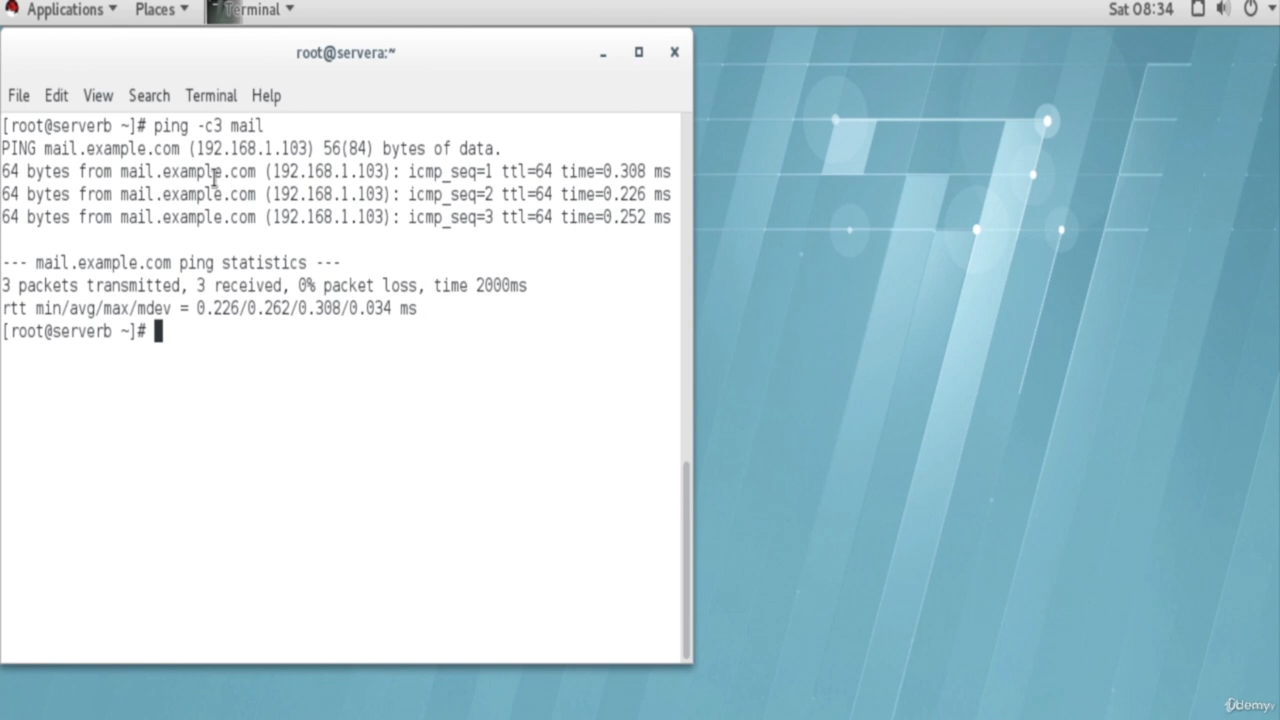 Applications Places Terminal Sat 08:34
root@servera:~
File Edit View Search Terminal Help
[root@serverb ~]# ping -c3 mail
PING mail.example.com (192.168.1.103) 56(84) bytes of data.
64 bytes from mail.example.com (192.168.1.103): icmp_seq=1 ttl=64 time=0.308 ms
64 bytes from mail.example.com (192.168.1.103): icmp_seq=2 ttl=64 time=0.226 ms
64 bytes from mail.example.com (192.168.1.103): icmp_seq=3 ttl=64 time=0.252 ms
--- mail.example.com ping statistics ---
3 packets transmitted, 3 received, 0% packet loss, time 2000ms
rtt min/avg/max/mdev = 0.226/0.262/0.308/0.034 ms
[root@serverb ~]#
Udemy